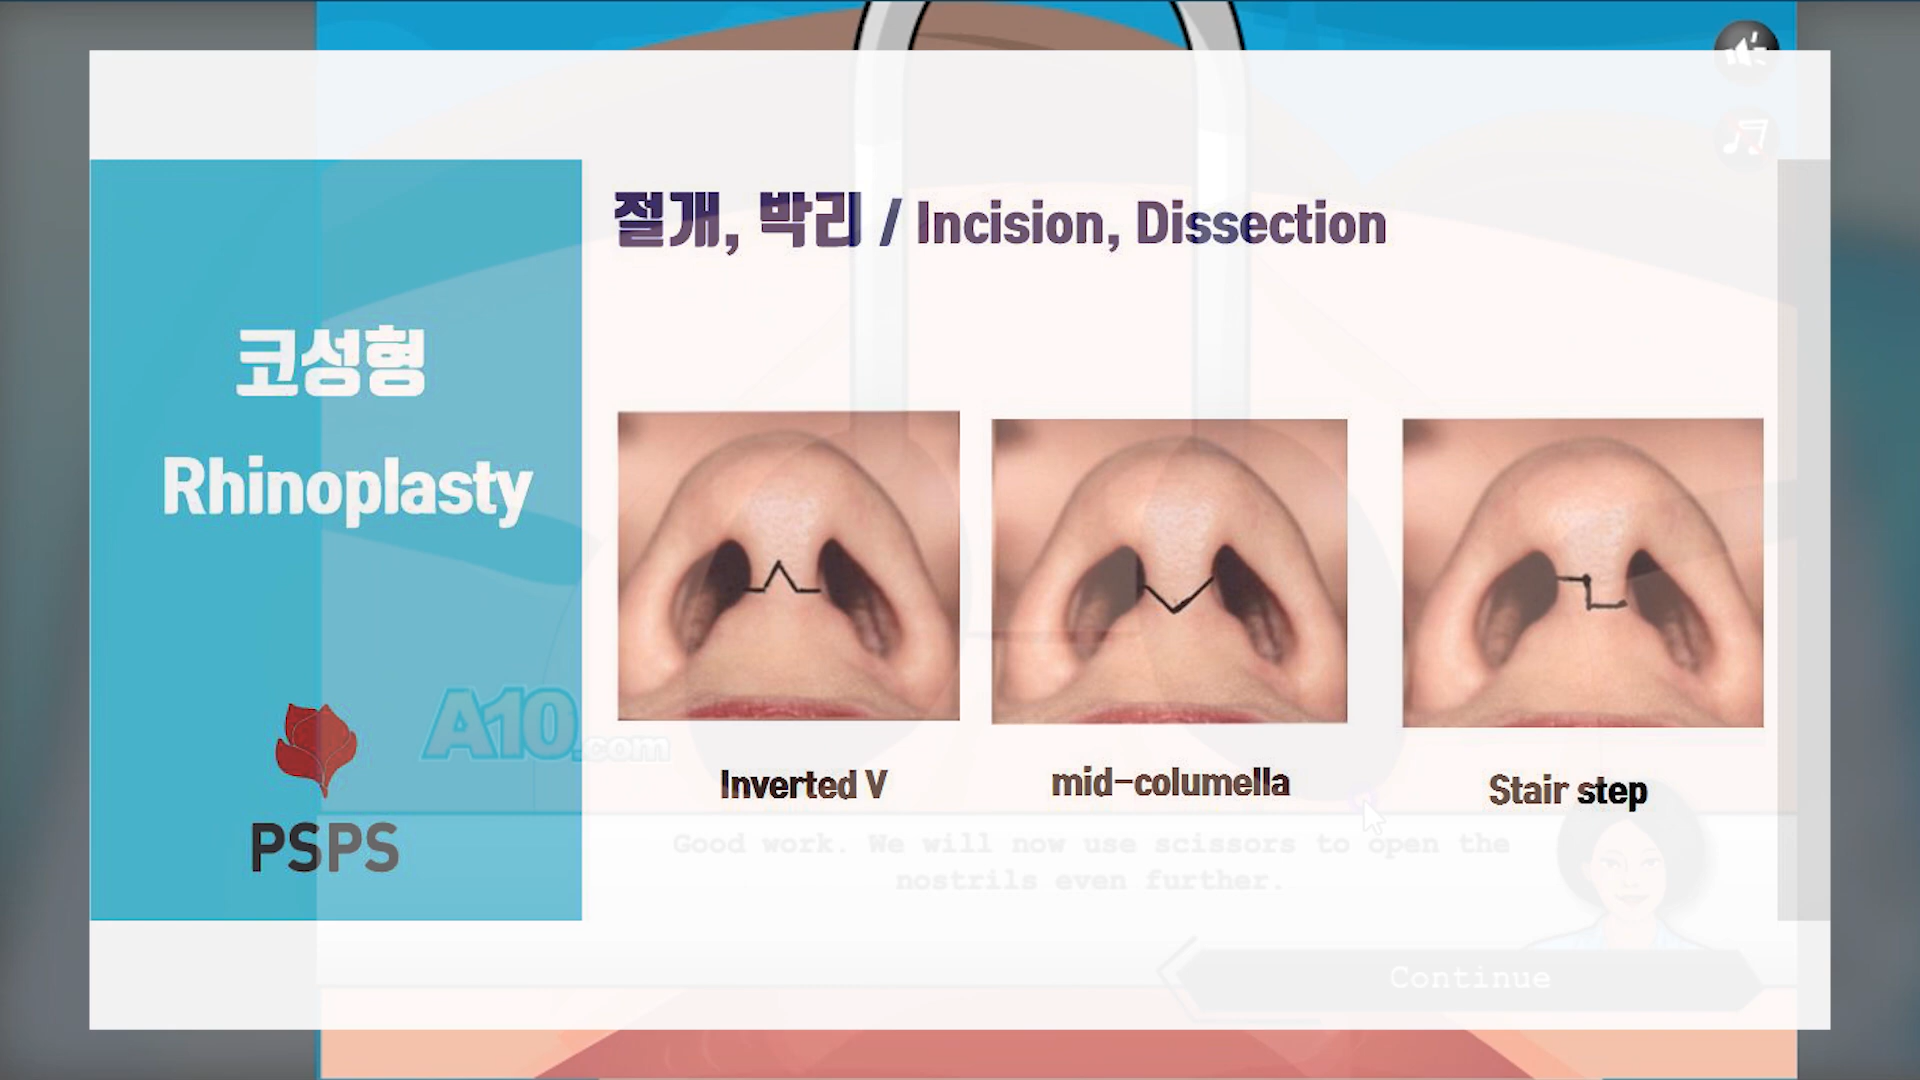 절개, 박리 / Incision, Dissection
코성형
Rhinoplasty
Inverted V
mid-columella
Stair step
PSPS
A10.com
Good work. We will now use scissors to open the
nostrils even further.
Continue